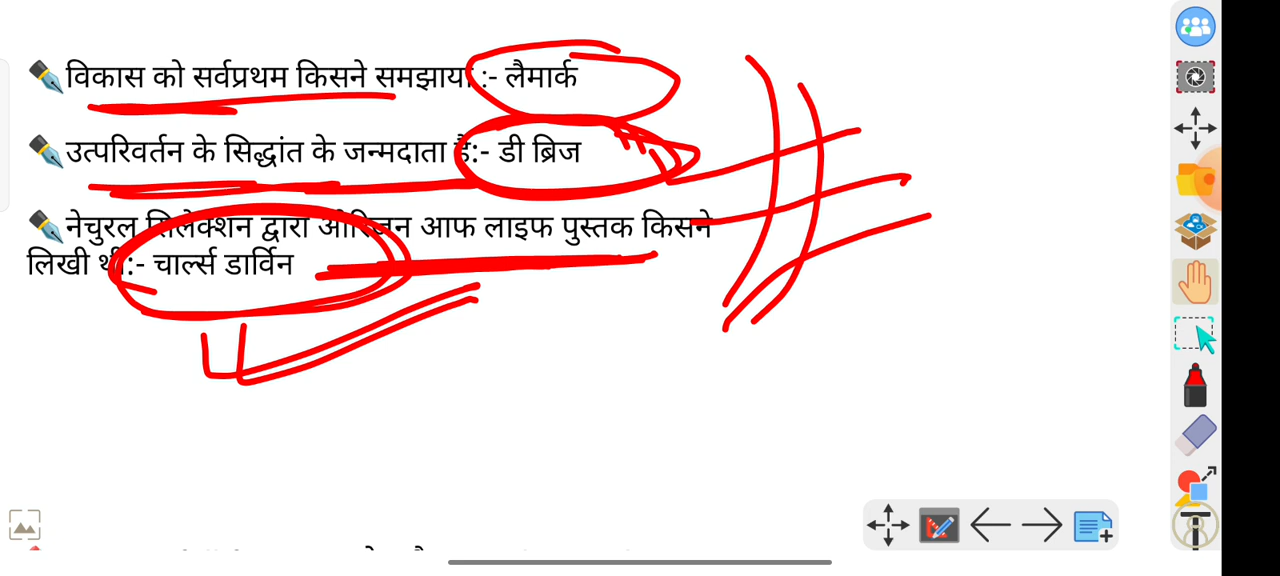 विकास को सर्वप्रथम किसने समझाया :- लैमार्क
उत्परिवर्तन के सिद्धांत के जन्मदाता है:- डी ब्रिज
नेचुरल सिलेक्शन द्वारा ओरिजन आफ लाइफ पुस्तक किसने
लिखी थी:- चार्ल्स डार्विन